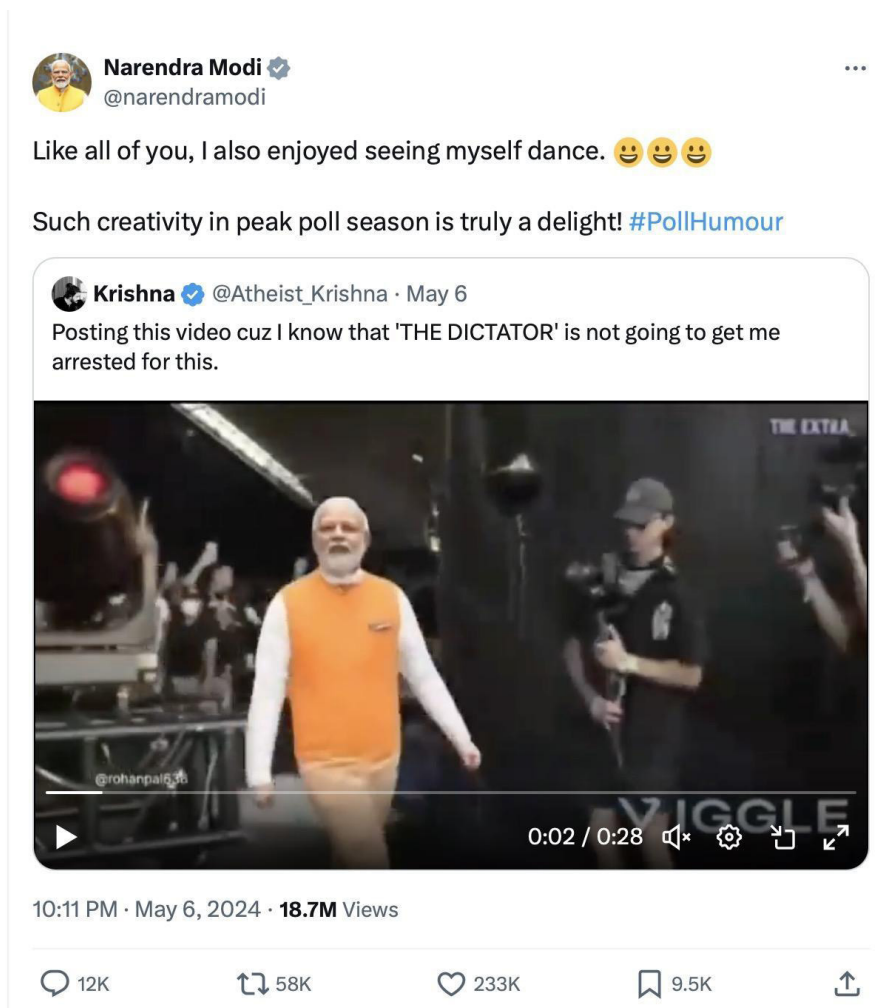 Narendra Modi
@narendramodi
Like all of you, I also enjoyed seeing myself dance. 😀😀😀
Such creativity in peak poll season is truly a delight! #PollHumour
Krishna @Atheist_Krishna · May 6
Posting this video cuz I know that 'THE DICTATOR' is not going to get me
arrested for this.
THE EXTRA
@rohanpal638
VIGGLE
0:02 / 0:28
10:11 PM · May 6, 2024 · 18.7M Views
12K 58K 233K 9.5K